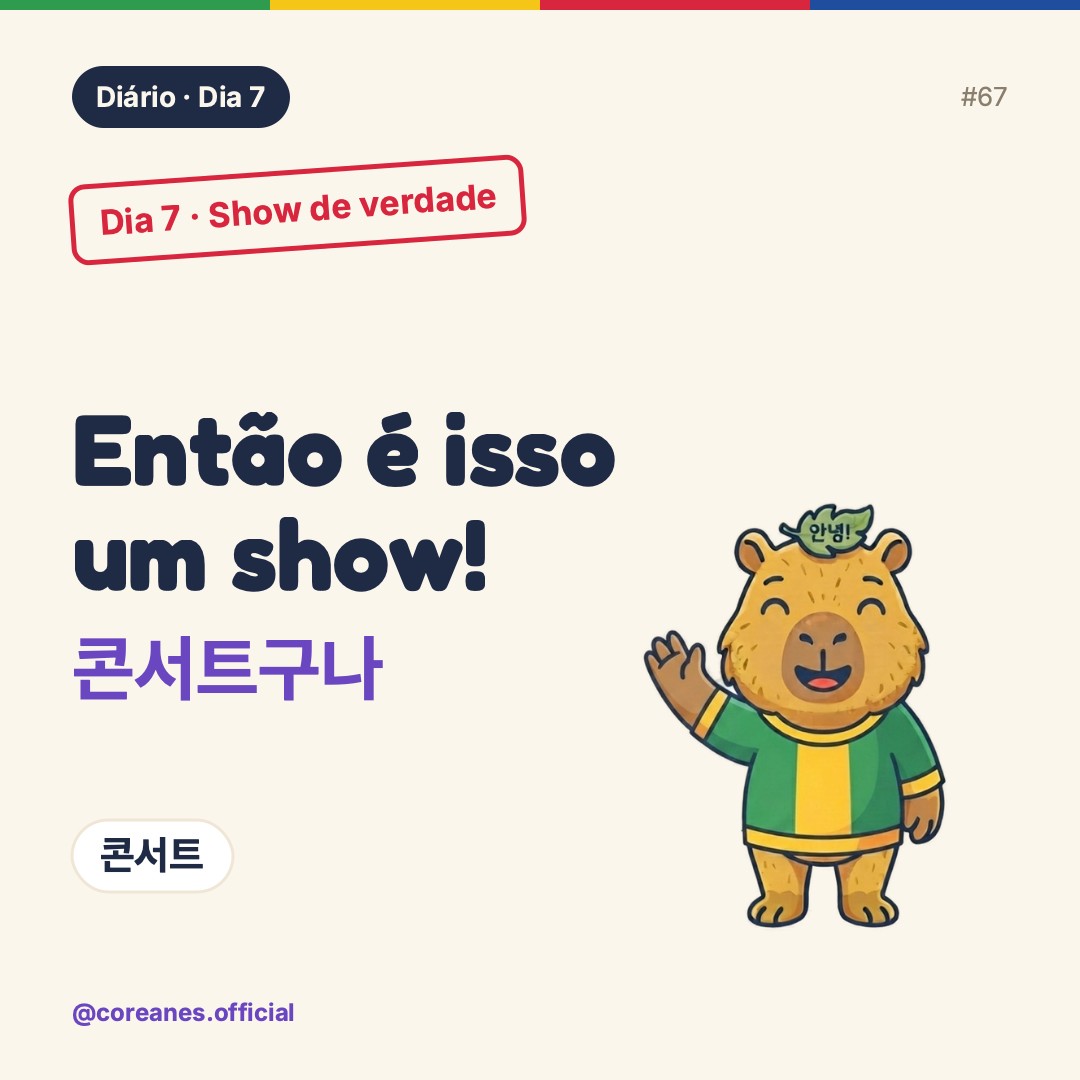 Diário · Dia 7
#67
Dia 7 · Show de verdade
Então é isso
um show!
콘서트구나
안녕!
콘서트
@coreanes.official